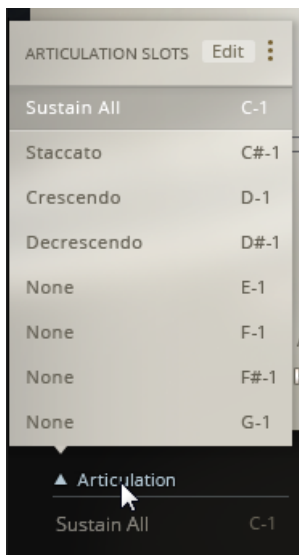 ARTICULATION SLOTS Edit
Sustain All C-1
Staccato C#-1
Crescendo D-1
Decrescendo D#-1
None E-1
None F-1
None F#-1
None G-1
Articulation
Sustain All C-1